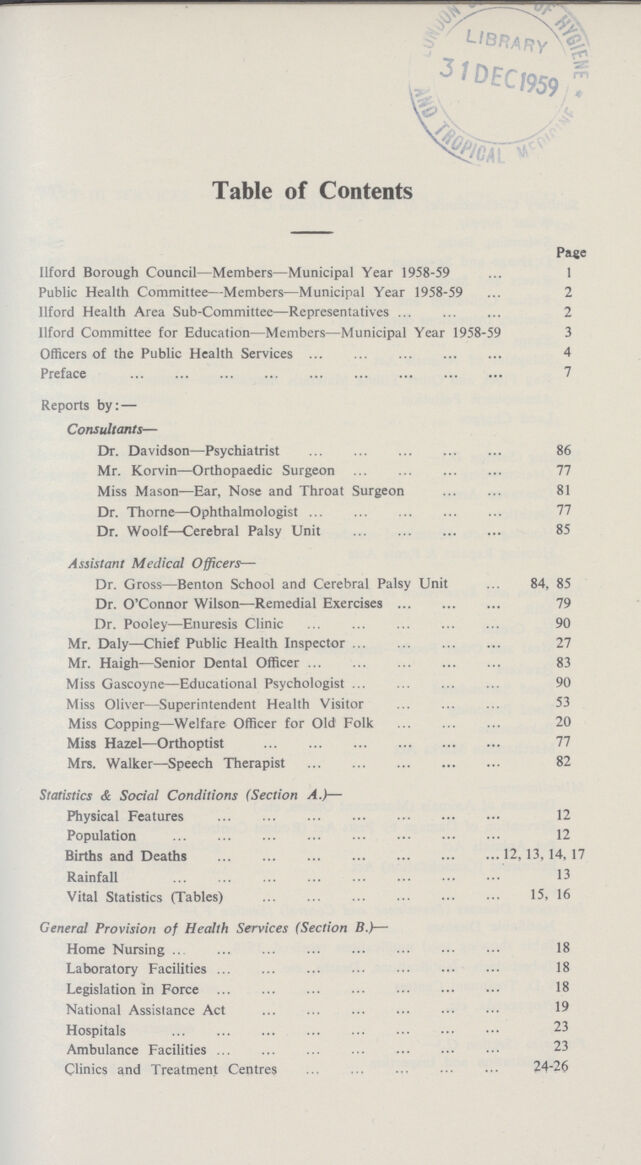 LONDON OF HYGIENE
LIBRARY
31 DEC 1959
AND TROPICAL MEDICINE *
Table of Contents
Page
Ilford Borough Council—Members—Municipal Year 1958-59 ... 1
Public Health Committee—Members—Municipal Year 1958-59 ... 2
Ilford Health Area Sub-Committee—Representatives ... ... ... 2
Ilford Committee for Education—Members—Municipal Year 1958-59 3
Officers of the Public Health Services ... ... ... ... ... 4
Preface ... ... ... ... ... ... ... ... ... 7
Reports by:—
Consultants—
Dr. Davidson—Psychiatrist ... ... ... ... ... 86
Mr. Korvin—Orthopaedic Surgeon ... ... ... ... 77
Miss Mason—Ear, Nose and Throat Surgeon ... ... 81
Dr. Thorne—Ophthalmologist ... ... ... ... ... 77
Dr. Woolf—Cerebral Palsy Unit ... ... ... ... 85
Assistant Medical Officers—
Dr. Gross—Benton School and Cerebral Palsy Unit ... 84, 85
Dr. O'Connor Wilson—Remedial Exercises ... ... ... 79
Dr. Pooley—Enuresis Clinic ... ... ... ... ... 90
Mr. Daly—Chief Public Health Inspector ... ... ... ... 27
Mr. Haigh—Senior Dental Officer ... ... ... ... ... 83
Miss Gascoyne—Educational Psychologist ... ... ... ... 90
Miss Oliver—Superintendent Health Visitor ... ... ... 53
Miss Copping—Welfare Officer for Old Folk ... ... ... 20
Miss Hazel—Orthoptist ... ... ... ... ... ... 77
Mrs. Walker—Speech Therapist ... ... ... ... ... 82
Statistics & Social Conditions (Section A.)—
Physical Features ... ... ... ... ... ... ... 12
Population ... ... ... ... ... ... ... ... 12
Births and Deaths ... ... ... ... ... ... ... 12, 13, 14, 17
Rainfall ... ... ... ... ... ... ... ... 13
Vital Statistics (Tables) ... ... ... ... ... ... 15, 16
General Provision of Health Services (Section B.)—
Home Nursing ... ... ... ... ... ... ... ... 18
Laboratory Facilities ... ... ... ... ... ... ... 18
Legislation in Force ... ... ... ... ... ... ... 18
National Assistance Act ... ... ... ... ... ... 19
Hospitals ... ... ... ... ... ... ... ... 23
Ambulance Facilities ... ... ... ... ... ... ... 23
Clinics and Treatment Centres ... ... ... ... ... 24-26